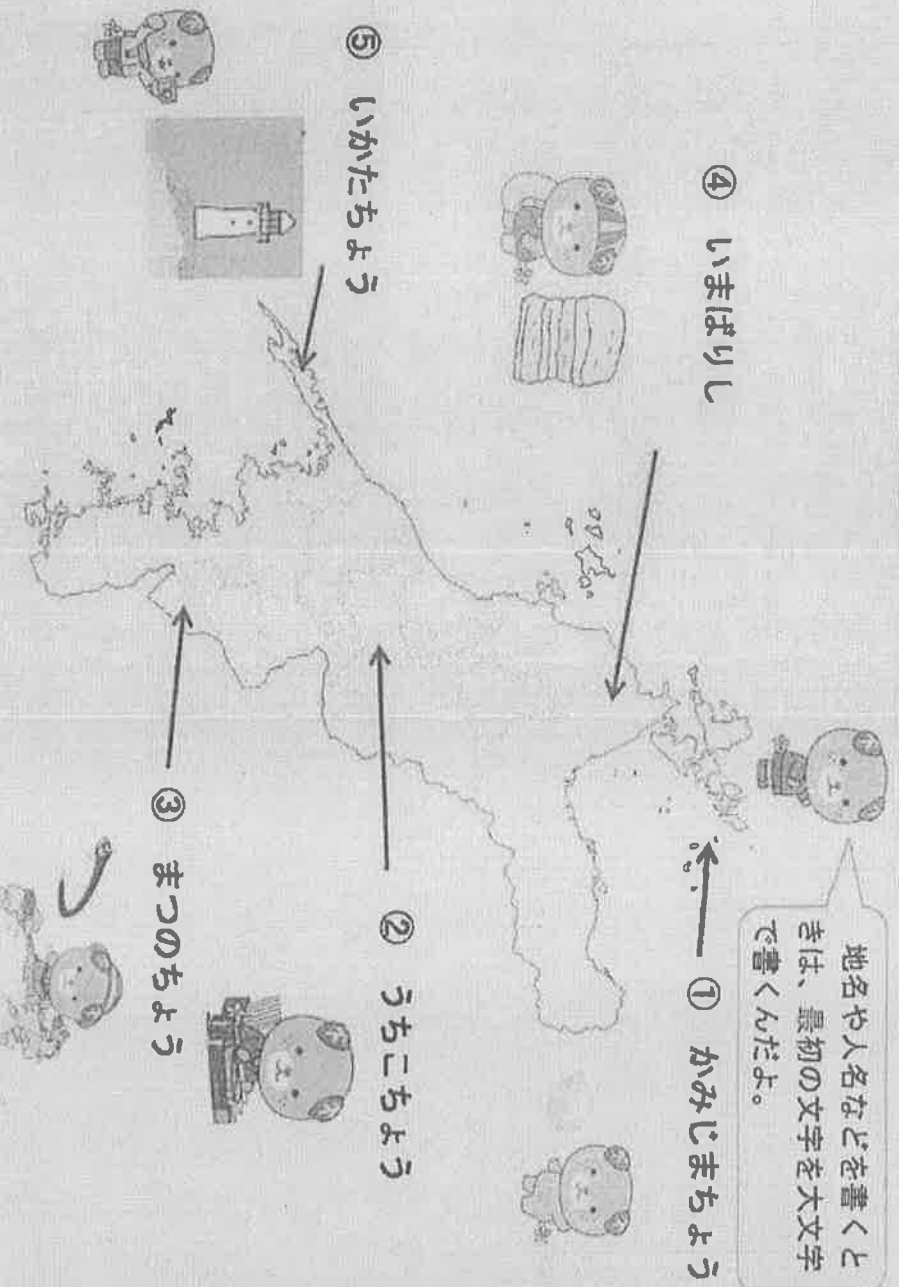 地名や人名などを書くと
きは、最初の文字を大文字
で書くんだよ。
① かみじまちょう
② うちこちょう
③ まつのちょう
④ いまばりし
⑤ いかたちょう